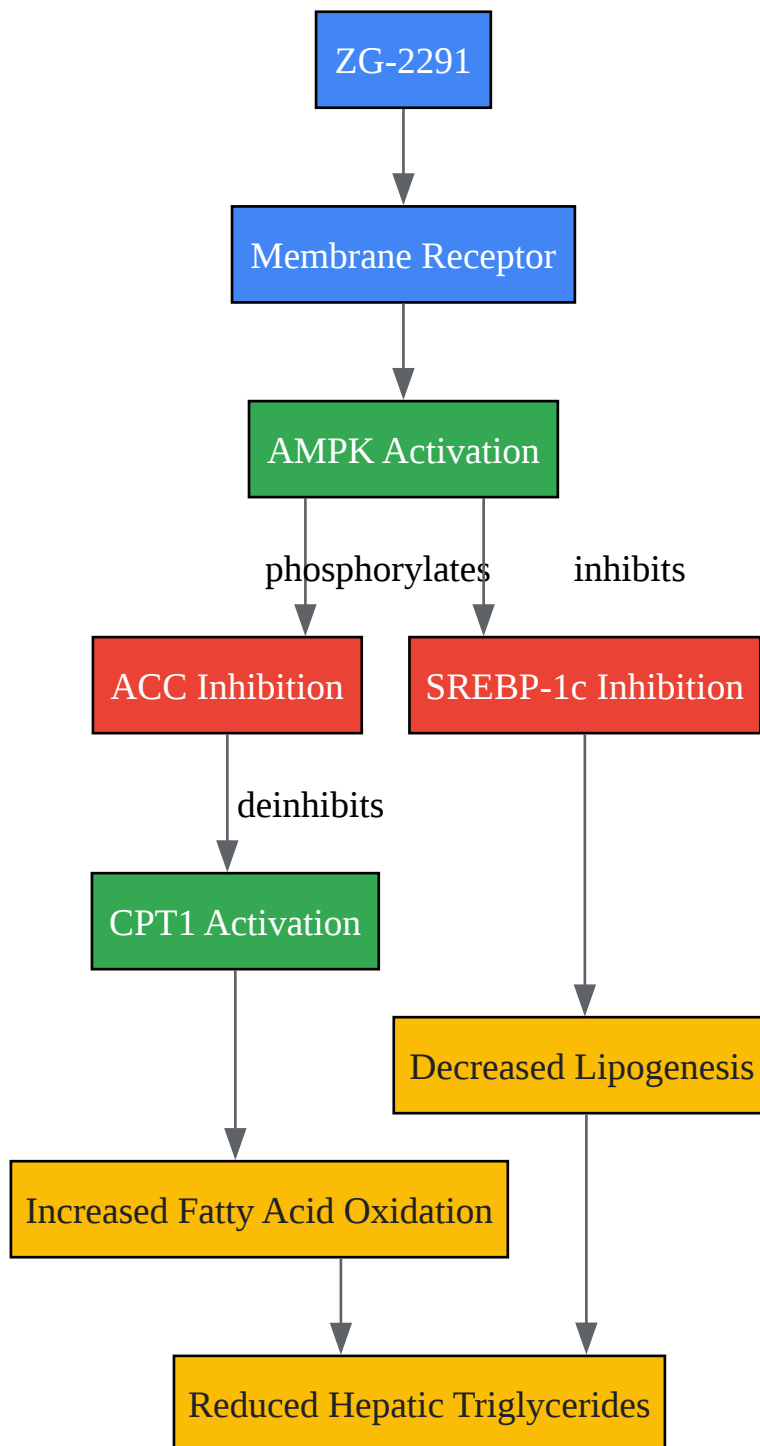 ZG-2291
Membrane Receptor
AMPK Activation
phosphorylates
inhibits
ACC Inhibition
SREBP-1c Inhibition
deinhibits
CPT1 Activation
Decreased Lipogenesis
Increased Fatty Acid Oxidation
Reduced Hepatic Triglycerides